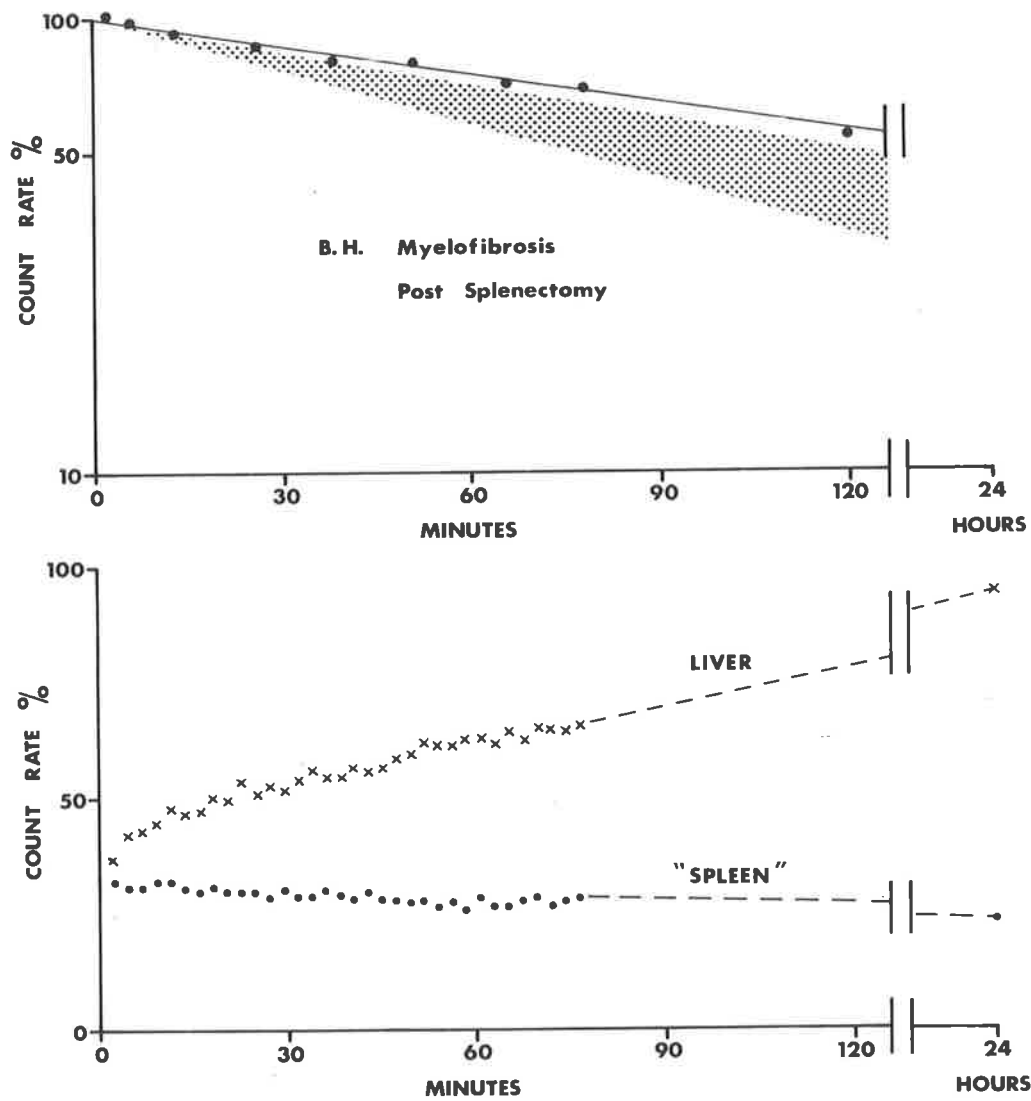 100
50
10
COUNT RATE %
B.H. Myelofibrosis
Post Splenectomy
0 30 60 90 120 24
MINUTES HOURS
100
50
0
COUNT RATE %
LIVER
"SPLEEN"
0 30 60 90 120 24
MINUTES HOURS